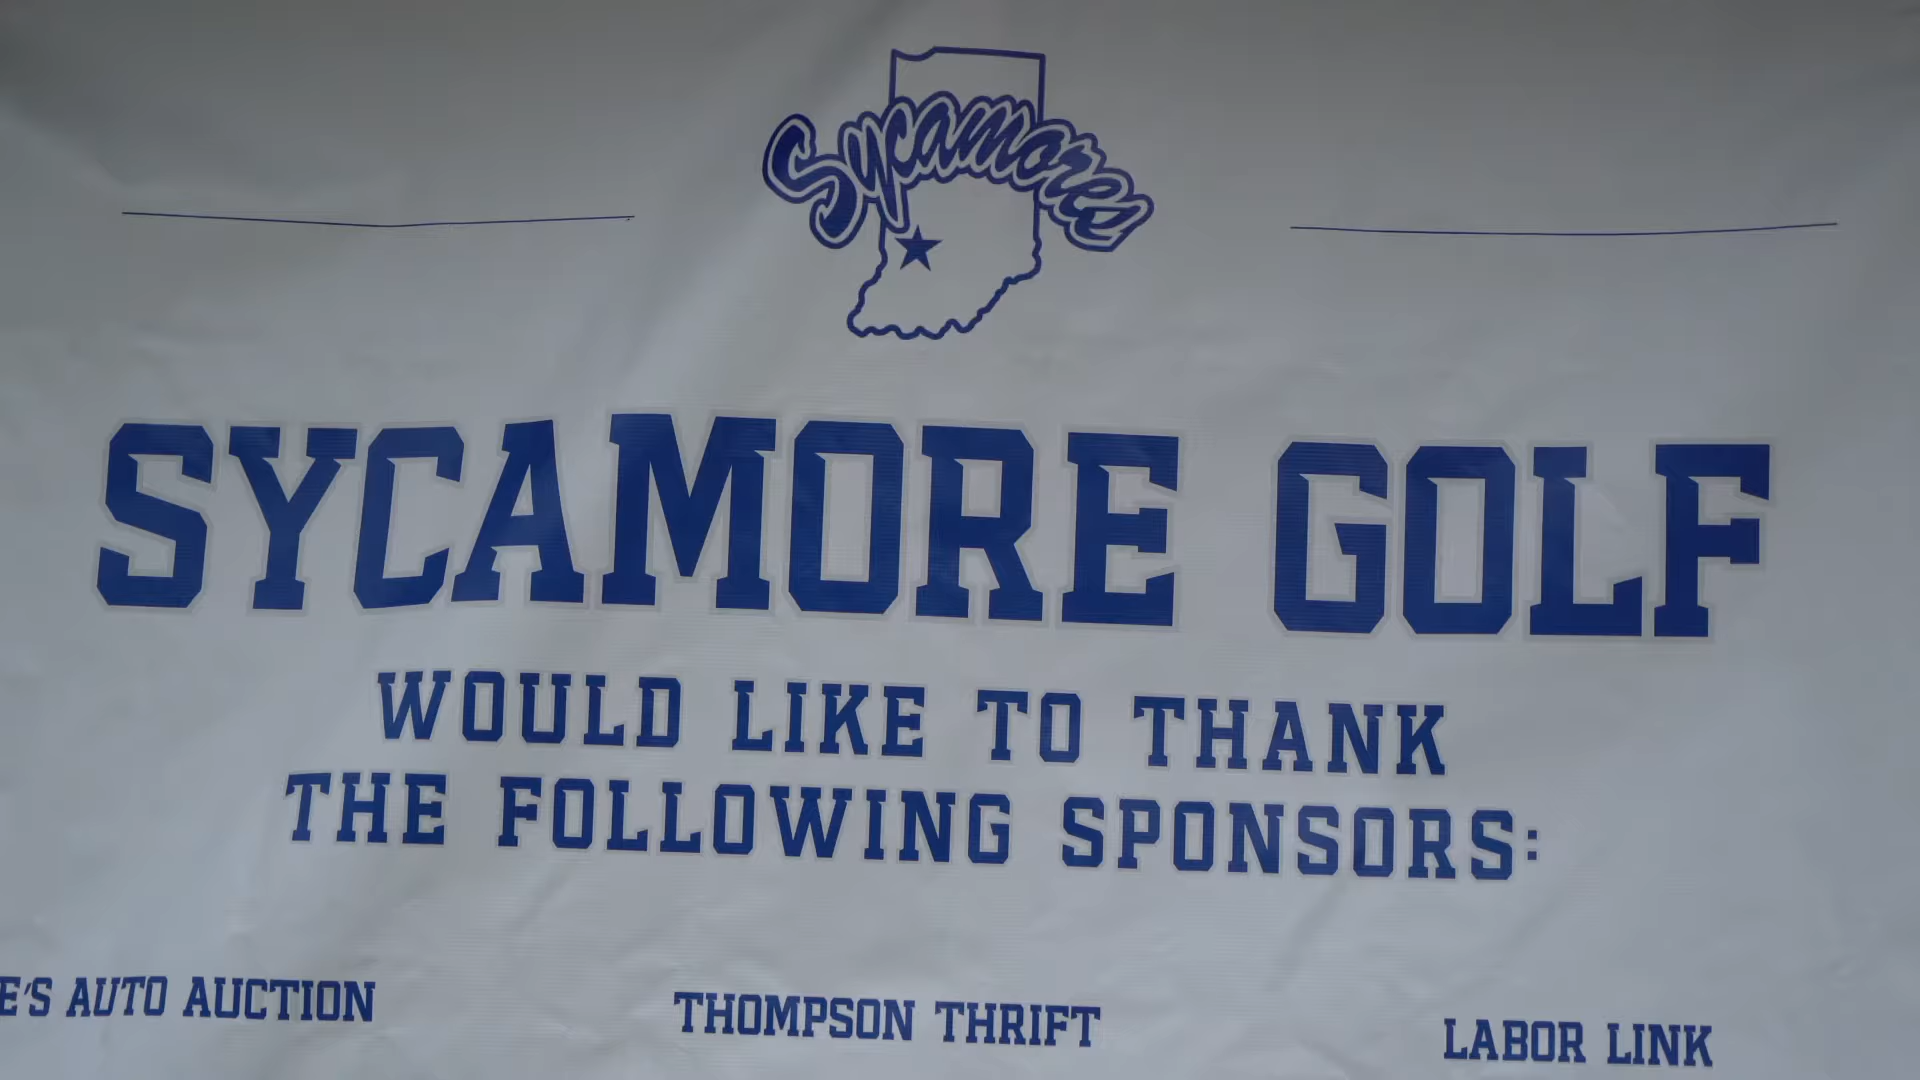 Sycamores
SYCAMORE GOLF
WOULD LIKE TO THANK
THE FOLLOWING SPONSORS:
E'S AUTO AUCTION
THOMPSON THRIFT
LABOR LINK